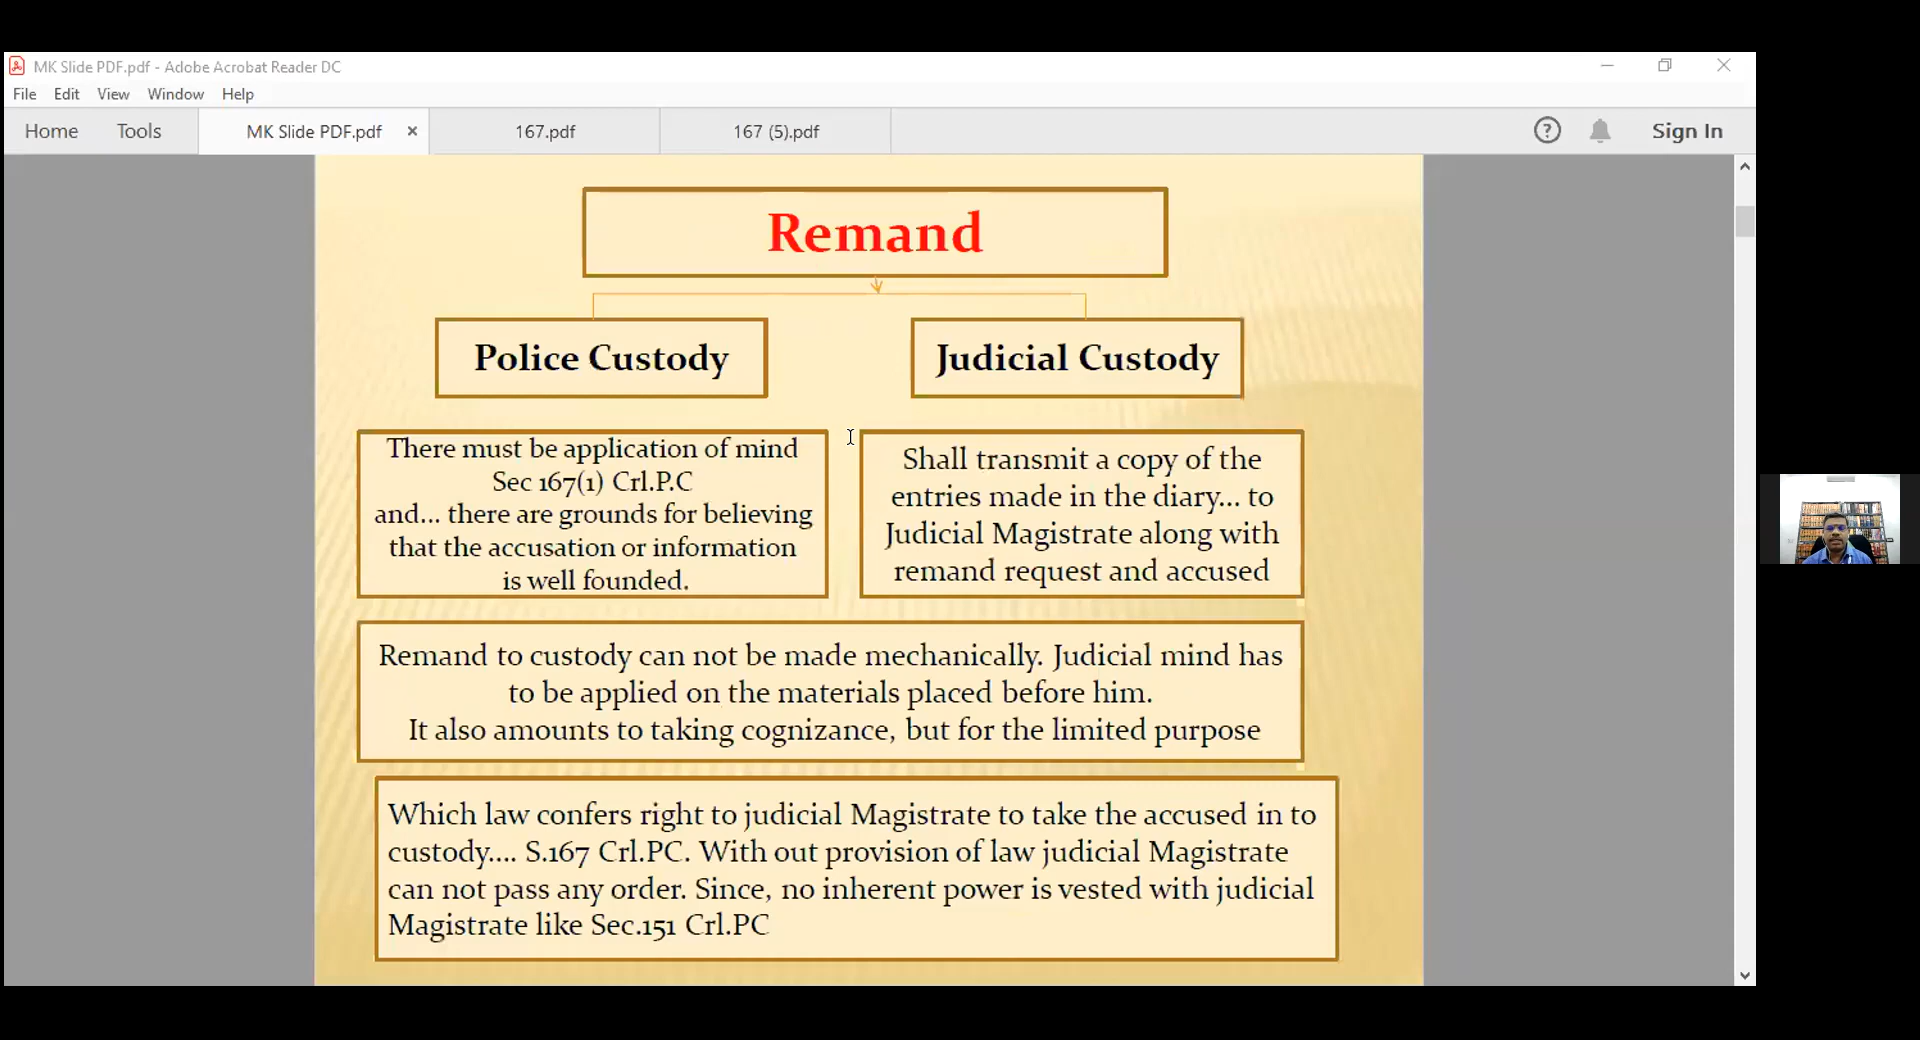 MK Slide PDF.pdf - Adobe Acrobat Reader DC
File Edit View Window Help
Home Tools MK Slide PDF.pdf × 167.pdf 167 (5).pdf ? Sign In
Remand
Police Custody
Judicial Custody
There must be application of mind
Sec 167(1) Crl.P.C
and... there are grounds for believing
that the accusation or information
is well founded.
Shall transmit a copy of the
entries made in the diary... to
Judicial Magistrate along with
remand request and accused
Remand to custody can not be made mechanically. Judicial mind has
to be applied on the materials placed before him.
It also amounts to taking cognizance, but for the limited purpose
Which law confers right to judicial Magistrate to take the accused in to
custody.... S.167 Crl.PC. With out provision of law judicial Magistrate
can not pass any order. Since, no inherent power is vested with judicial
Magistrate like Sec.151 Crl.PC